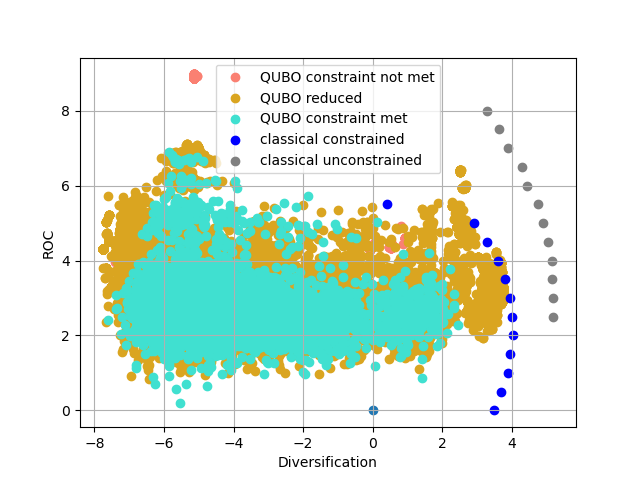 QUBO constraint not met
QUBO reduced
QUBO constraint met
classical constrained
classical unconstrained
8
6
4
2
0
ROC
−8 −6 −4 −2 0 2 4
Diversification